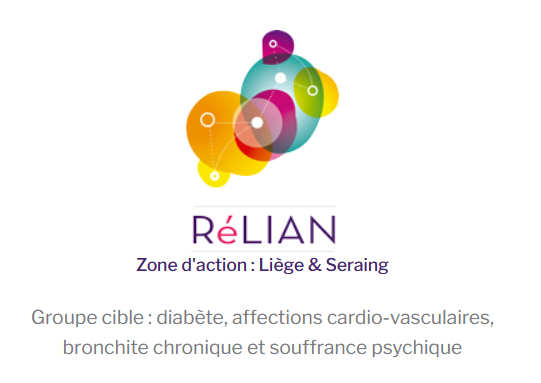 RéLIAN
Zone d'action : Liège & Seraing
Groupe cible : diabète, affections cardio-vasculaires,
bronchite chronique et souffrance psychique